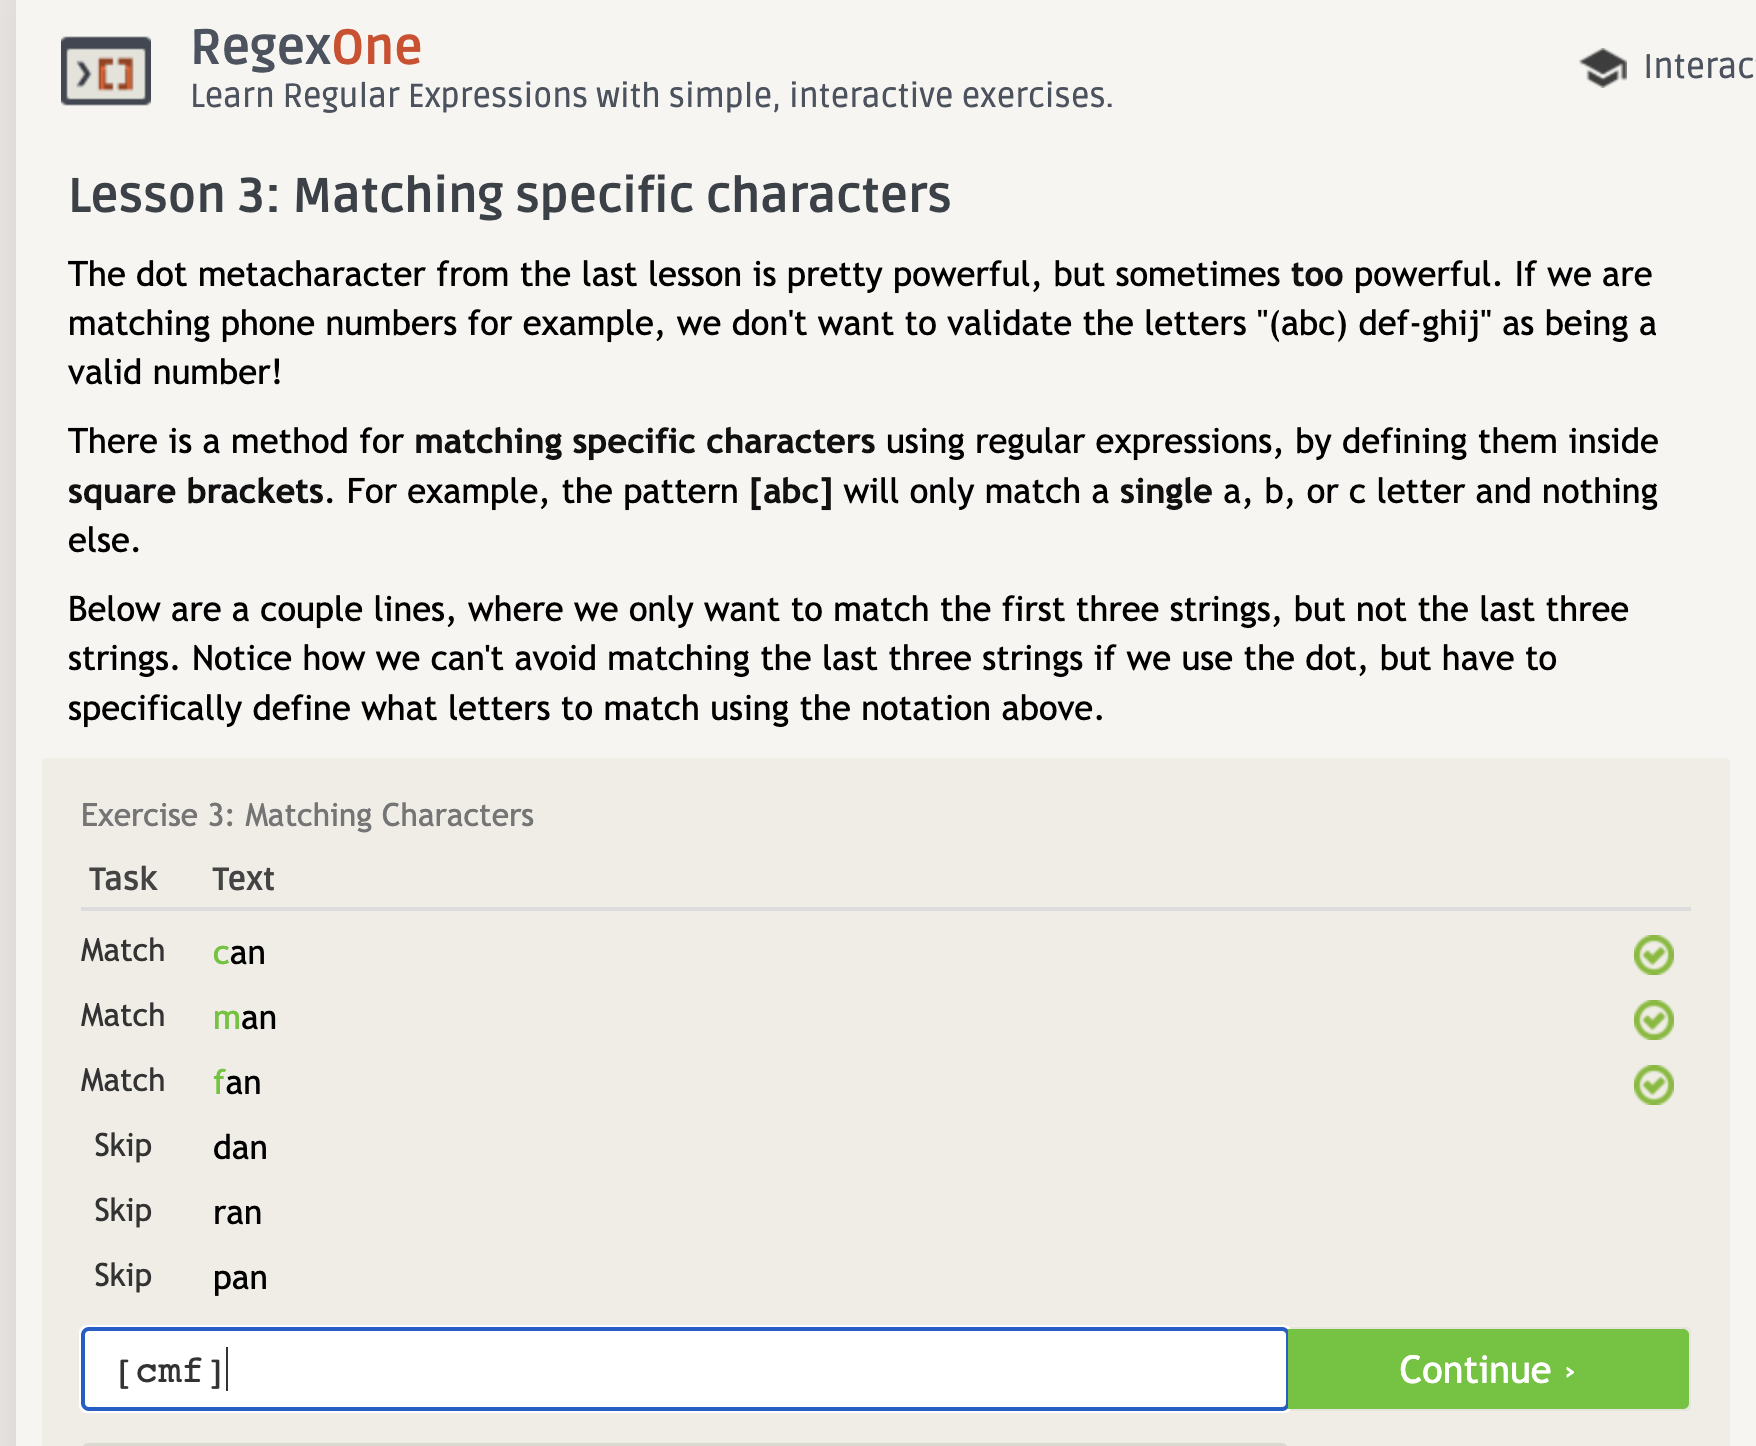 RegexOne
Learn Regular Expressions with simple, interactive exercises.
Interac
Lesson 3: Matching specific characters
The dot metacharacter from the last lesson is pretty powerful, but sometimes too powerful. If we are
matching phone numbers for example, we don't want to validate the letters "(abc) def-ghij" as being a
valid number!
There is a method for matching specific characters using regular expressions, by defining them inside
square brackets. For example, the pattern [abc] will only match a single a, b, or c letter and nothing
else.
Below are a couple lines, where we only want to match the first three strings, but not the last three
strings. Notice how we can't avoid matching the last three strings if we use the dot, but have to
specifically define what letters to match using the notation above.
Exercise 3: Matching Characters
Task Text
Match can
Match man
Match fan
Skip dan
Skip ran
Skip pan
[cmf]
Continue ›